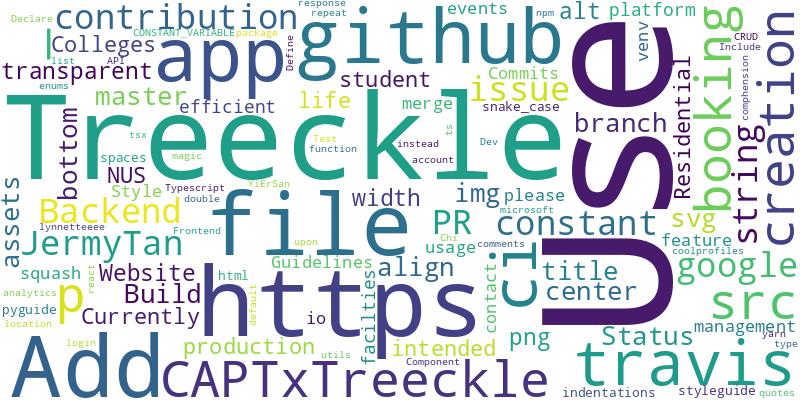 response
repeat
Declare
contribution
CONSTANT_VARIABLE
package
events
npm
alt
platform
l
Colleges
list
API
app
Define
github
Commits
issue
venv
Use
Residential
booking
CRUD
Include
creation
transparent
master
enums
efficient
student
life
merge
snake_case
ts
branch
comphension
string
Treeckle
bottom
tsx
magic
Test
function
instead
account
Dev
spaces
NUS
Style
Typescript
double
YiErSan
assets
Backend
lynnetteeee
Frontend
file
upon
width
img
please
microsoft
PR
Chi
constant
svg
feature
coolprofiles
JermyTan
usage
comments
squash
Website
html
Guidelines
align
ci
title
google
analytics
p
react
Build
default
https
facilities
contact
center
src
pyguide
location
Currently
io
png
Status
management
yarn
type
login
production
utils
intended
Component
travis
Add
CAPTxTreeckle
indentations
styleguide
quotes